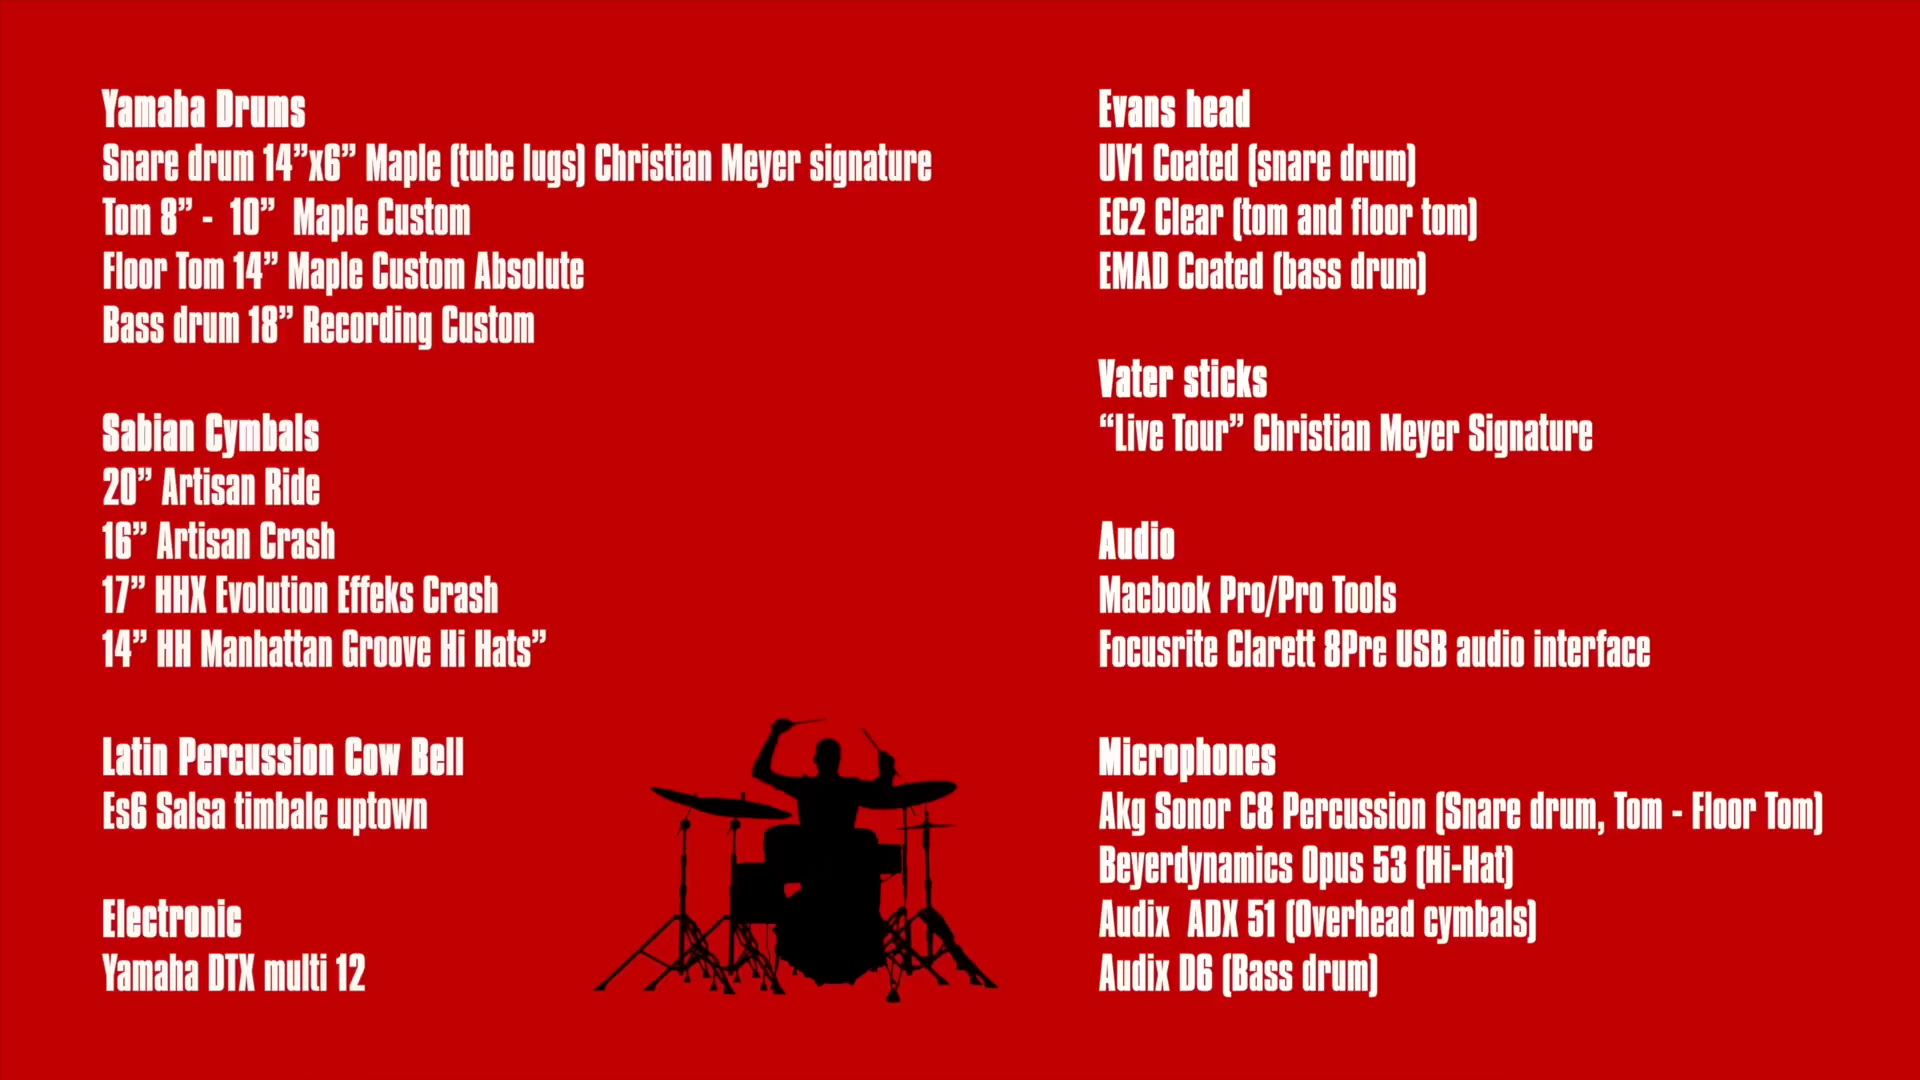 Yamaha Drums
Snare drum 14”x6” Maple (tube lugs) Christian Meyer signature
Tom 8” - 10” Maple Custom
Floor Tom 14” Maple Custom Absolute
Bass drum 18” Recording Custom
Sabian Cymbals
20” Artisan Ride
16” Artisan Crash
17” HHX Evolution Effeks Crash
14” HH Manhattan Groove Hi Hats”
Latin Percussion Cow Bell
Es6 Salsa timbale uptown
Electronic
Yamaha DTX multi 12
Evans head
UV1 Coated (snare drum)
EC2 Clear (tom and floor tom)
EMAD Coated (bass drum)
Vater sticks
“Live Tour” Christian Meyer Signature
Audio
Macbook Pro/Pro Tools
Focusrite Clarett 8Pre USB audio interface
Microphones
Akg Sonor C8 Percussion (Snare drum, Tom - Floor Tom)
Beyerdynamics Opus 53 (Hi-Hat)
Audix ADX 51 (Overhead cymbals)
Audix D6 (Bass drum)